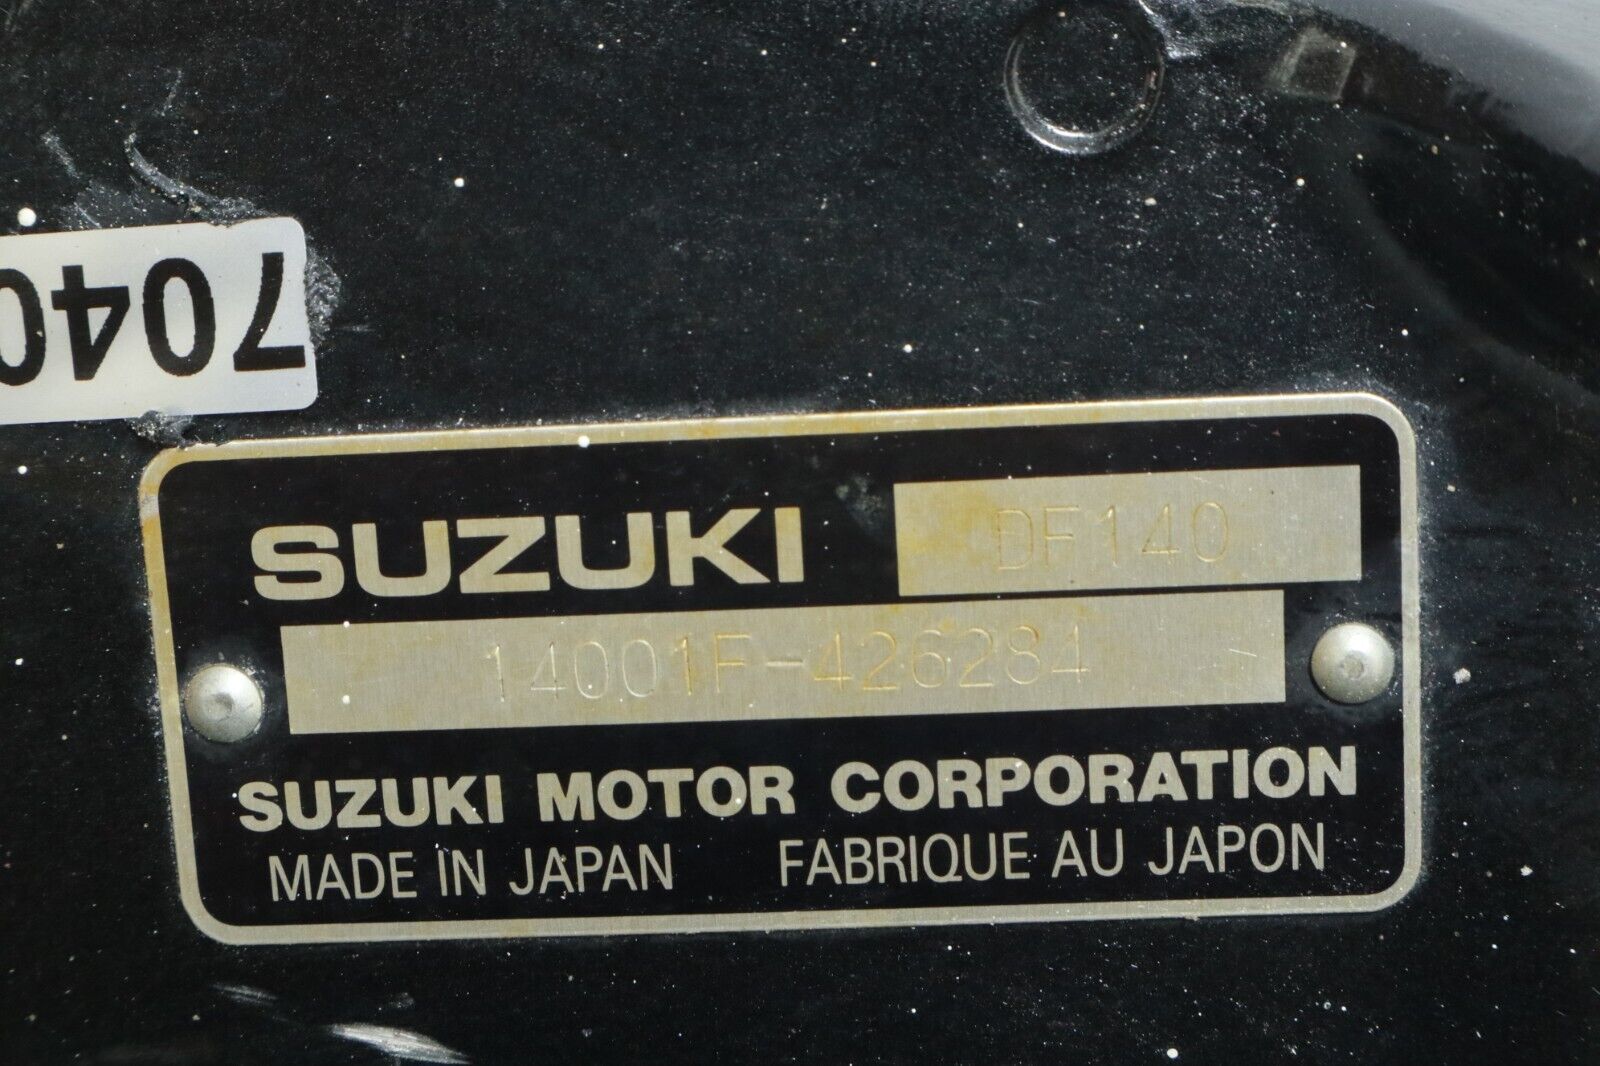 7040
SUZUKI DF140
14001F-426284
SUZUKI MOTOR CORPORATION
MADE IN JAPAN FABRIQUE AU JAPON